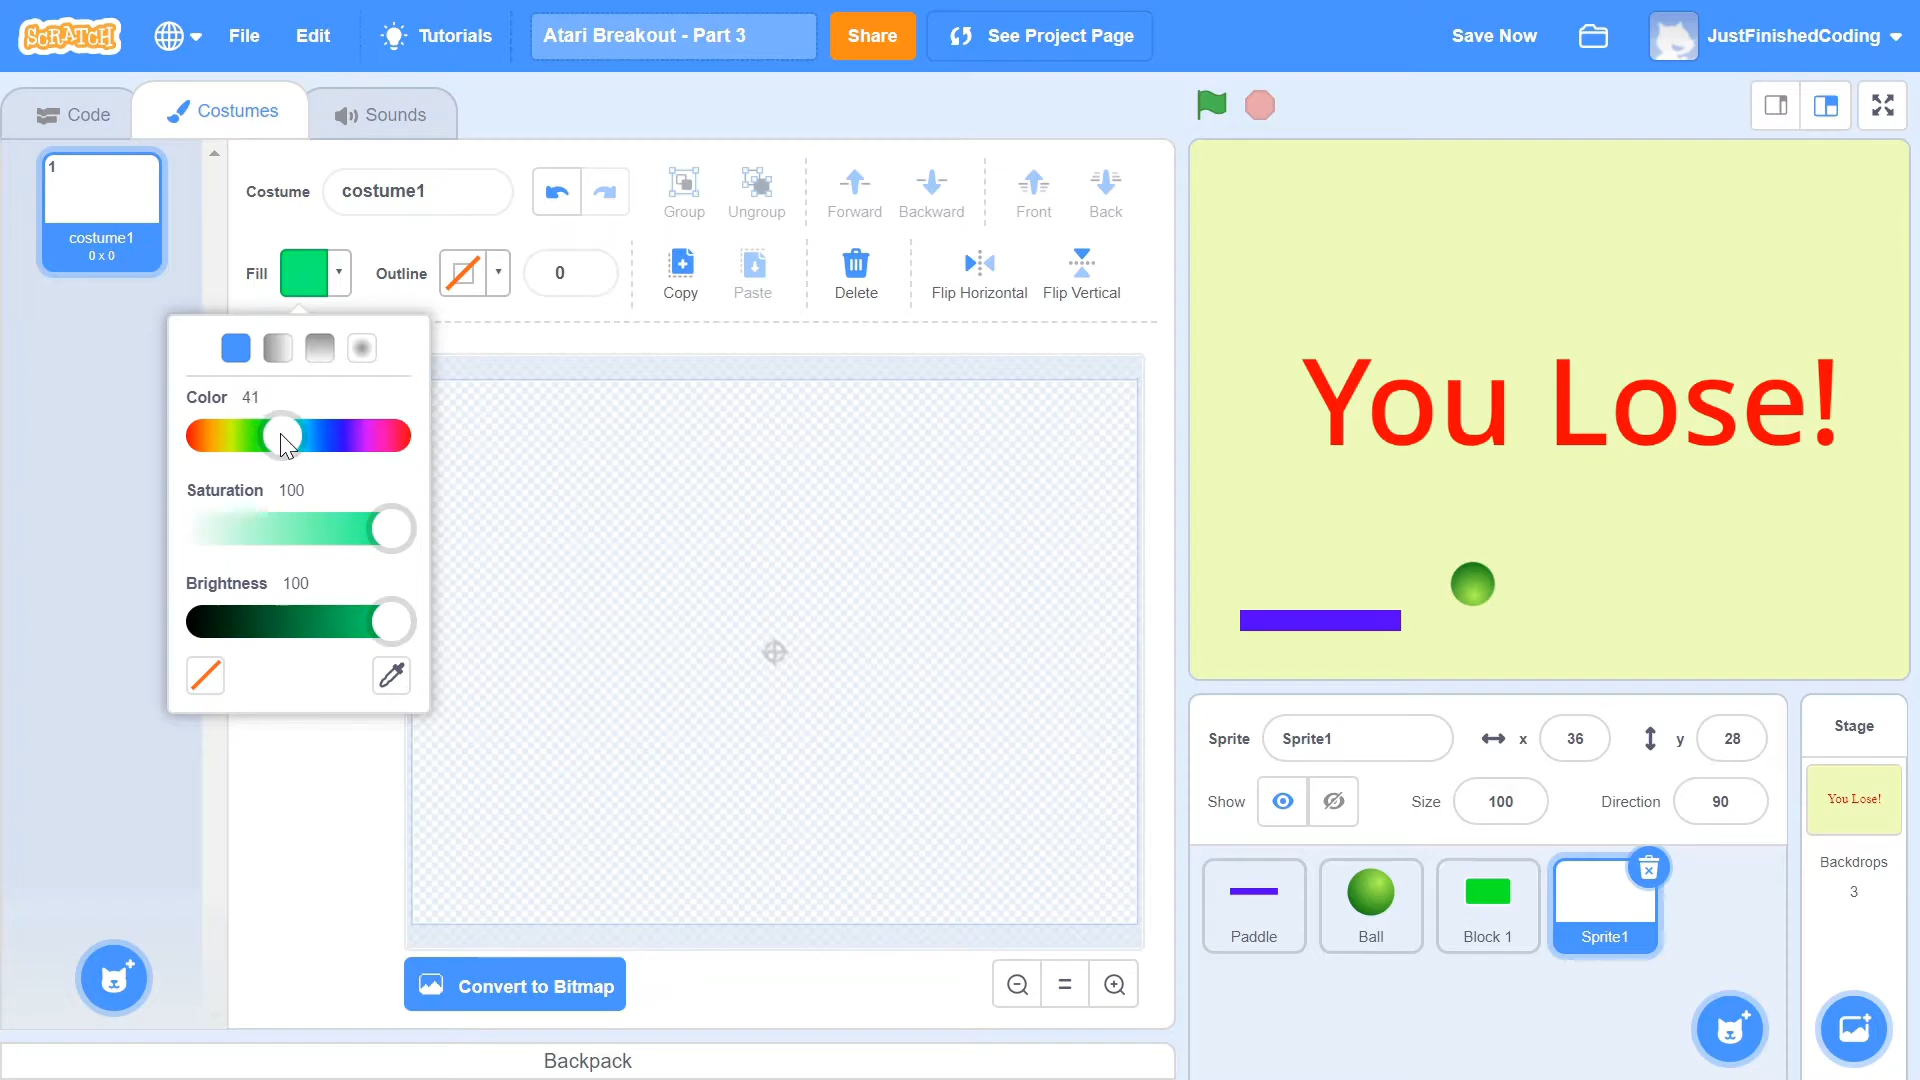 SCRATCH File Edit Tutorials Atari Breakout - Part 3 Share See Project Page Save Now JustFinishedCoding
Code Costumes Sounds
1
costume1
0 x 0
Costume costume1 Group Ungroup Forward Backward Front Back
Fill Outline 0 Copy Paste Delete Flip Horizontal Flip Vertical
Color 41
Saturation 100
Brightness 100
Convert to Bitmap
Backpack
You Lose!
Sprite Sprite1 x 36 y 28
Show Size 100 Direction 90
Paddle Ball Block 1 Sprite1
Stage
You Lose!
Backdrops
3